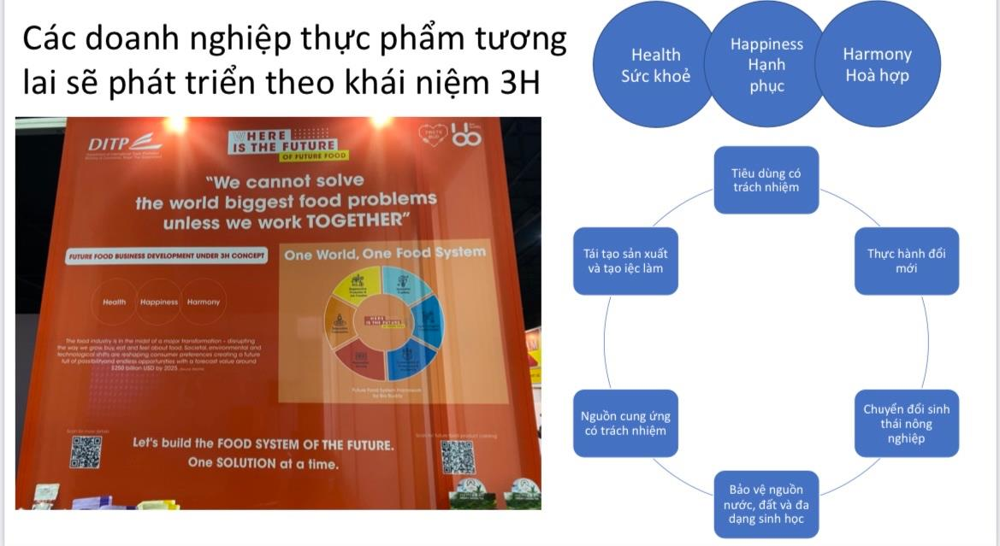 Các doanh nghiệp thực phẩm tương
lai sẽ phát triển theo khái niệm 3H
Health
Sức khoẻ
Happiness
Hạnh
phục
Harmony
Hoà hợp
DITP
WHERE
IS THE FUTURE
OF FUTURE FOOD
“We cannot solve
the world biggest food problems
unless we work TOGETHER”
FUTURE FOOD BUSINESS DEVELOPMENT UNDER 3H CONCEPT
Health
Happiness
Harmony
The food industry is in the midst of a major transformation – disrupting
the way we grow, buy, eat and feel about food. Societal, environmental and
technological shifts are reshaping consumer preferences creating a future
full of possibilityand endless opportunities with a forecast value around
$250 billion USD by 2025.
One World, One Food System
Future Food System Framework
by Bio Buddy
Scan for more details
Let's build the FOOD SYSTEM OF THE FUTURE.
One SOLUTION at a time.
Tiêu dùng có
trách nhiệm
Thực hành đổi
mới
Chuyển đổi sinh
thái nông
nghiệp
Bảo vệ nguồn
nước, đất và đa
dạng sinh học
Nguồn cung ứng
có trách nhiệm
Tái tạo sản xuất
và tạo iệc làm